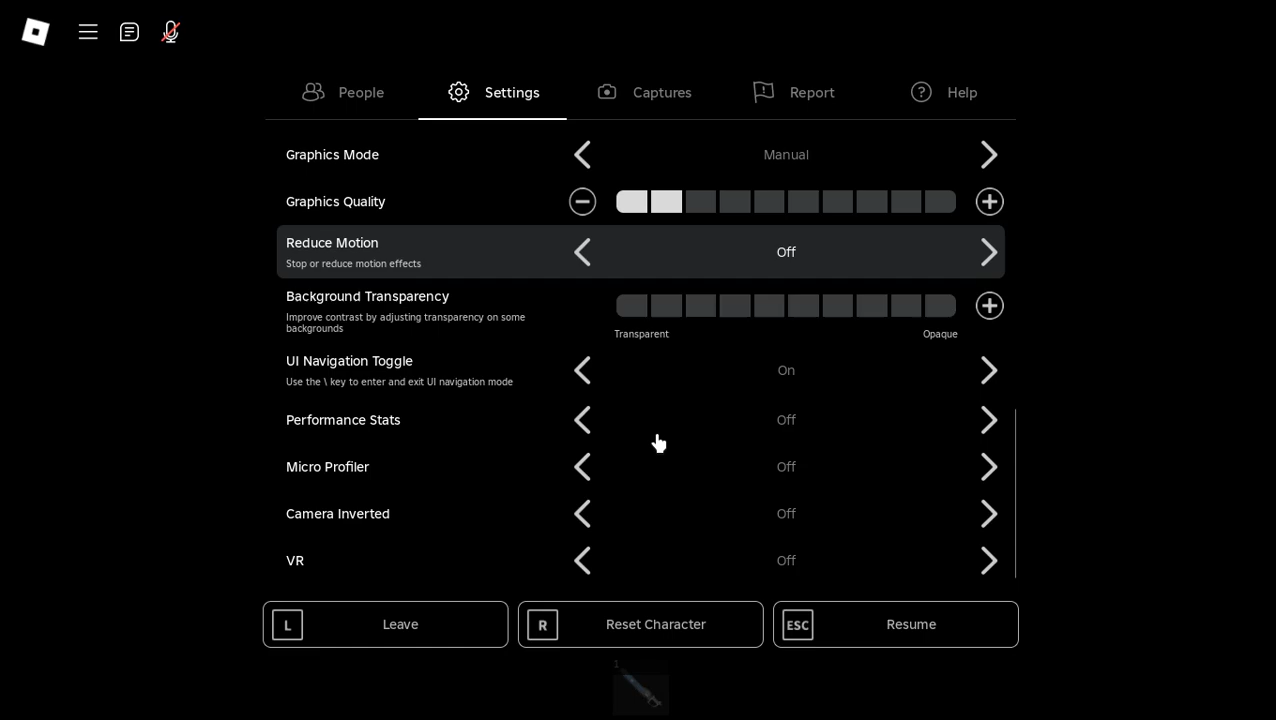 People
Settings
Captures
Report
Help
Graphics Mode
Manual
Graphics Quality
Reduce Motion
Off
Stop or reduce motion effects
Background Transparency
Improve contrast by adjusting transparency on some
backgrounds
Transparent
Opaque
UI Navigation Toggle
On
Use the \ key to enter and exit UI navigation mode
Performance Stats
Off
Micro Profiler
Off
Camera Inverted
Off
VR
Off
L Leave
R Reset Character
ESC Resume
1